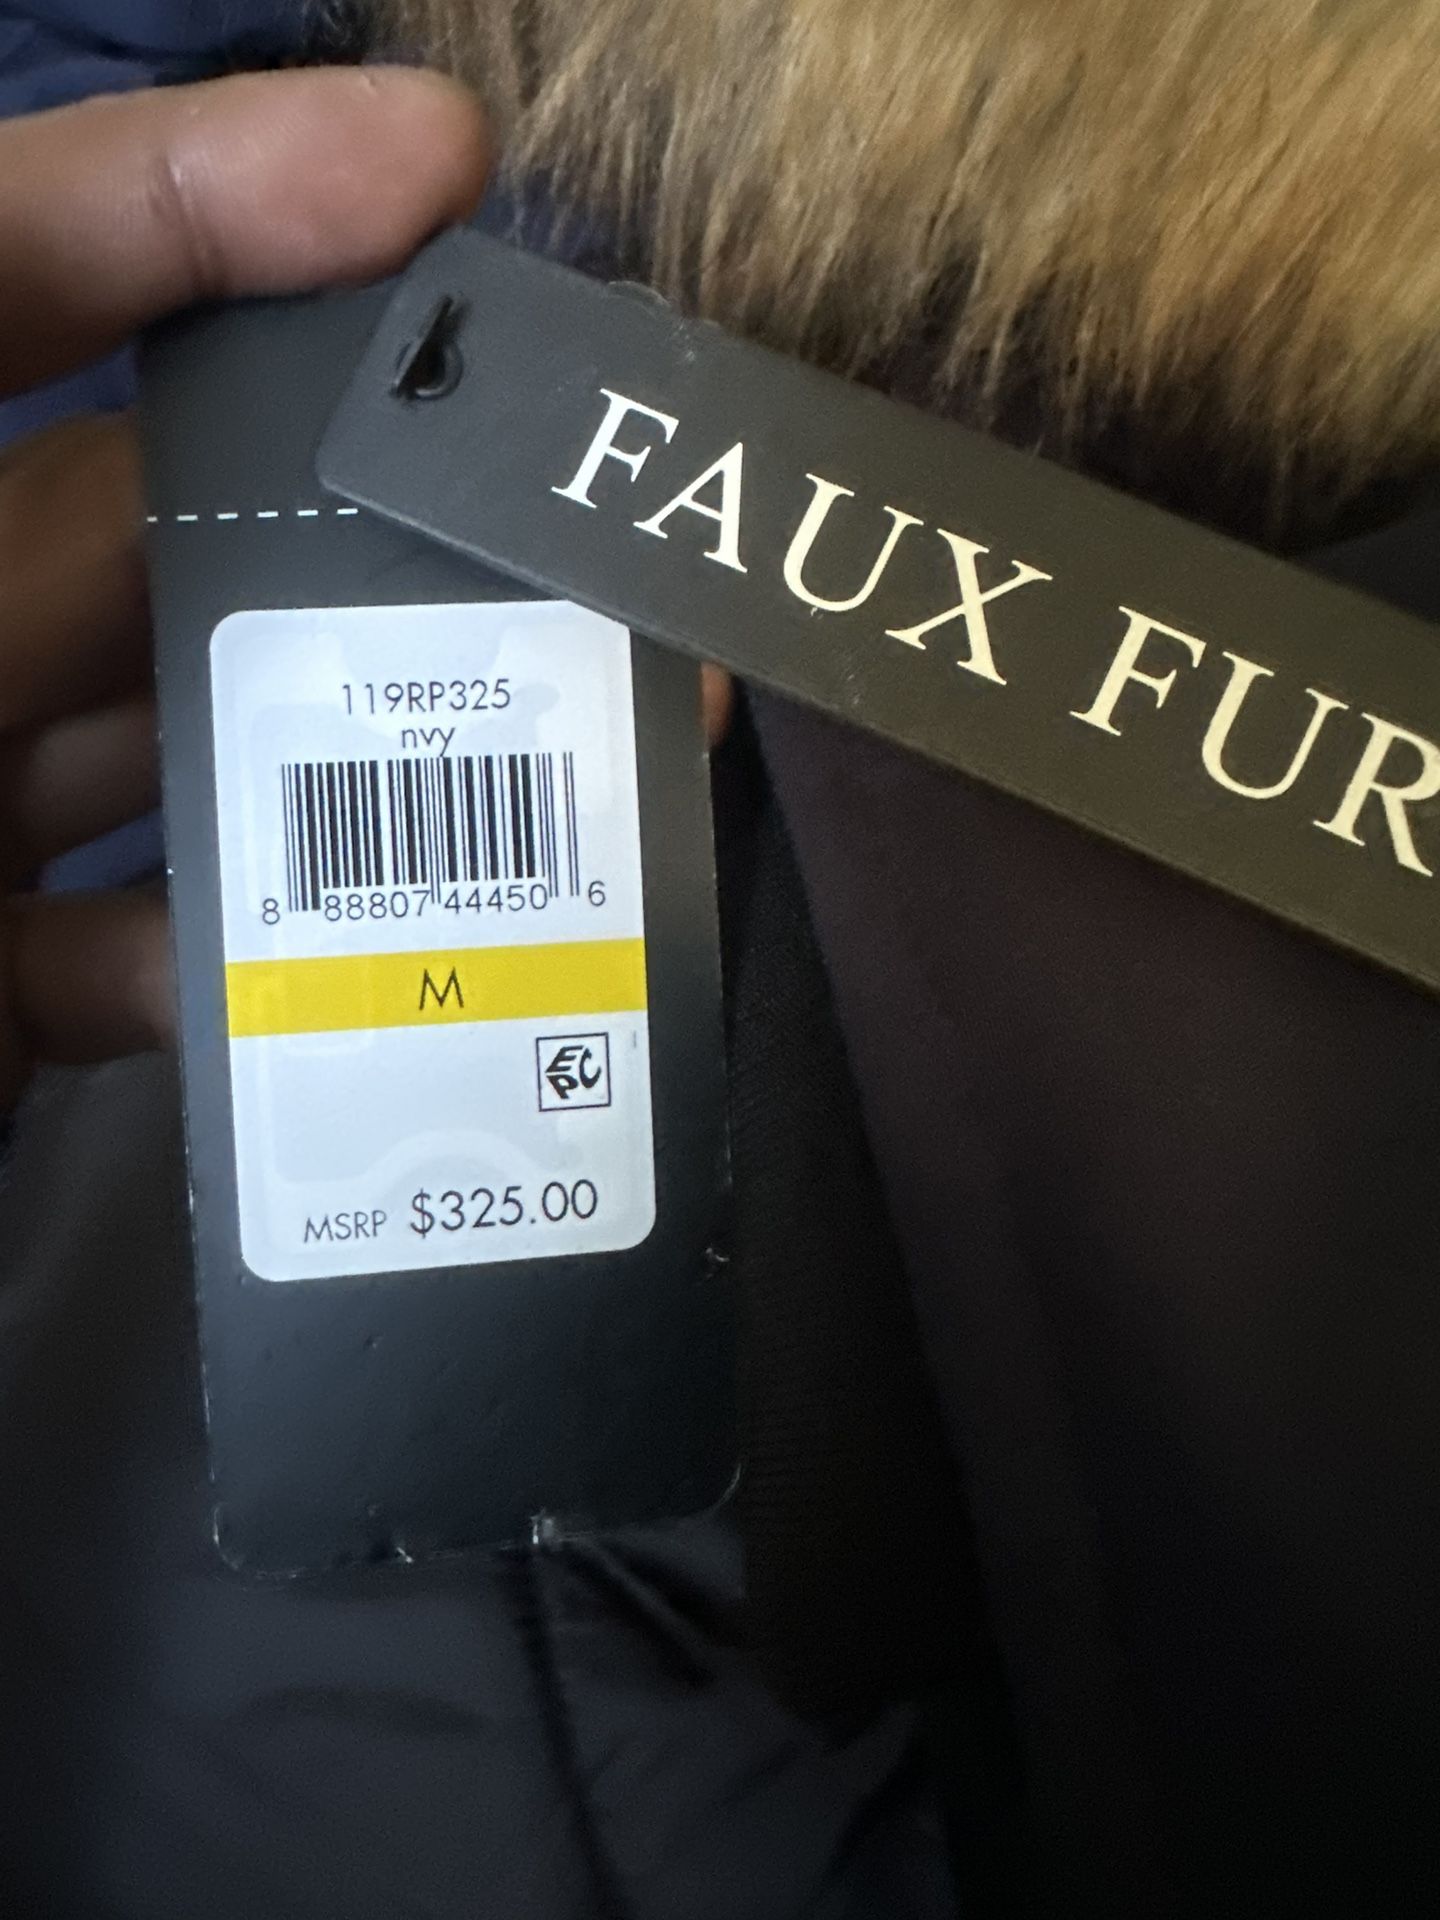 FAUX FUR
119RP325
nvy
8 88807 44450 6
M
EPC
MSRP $325.00